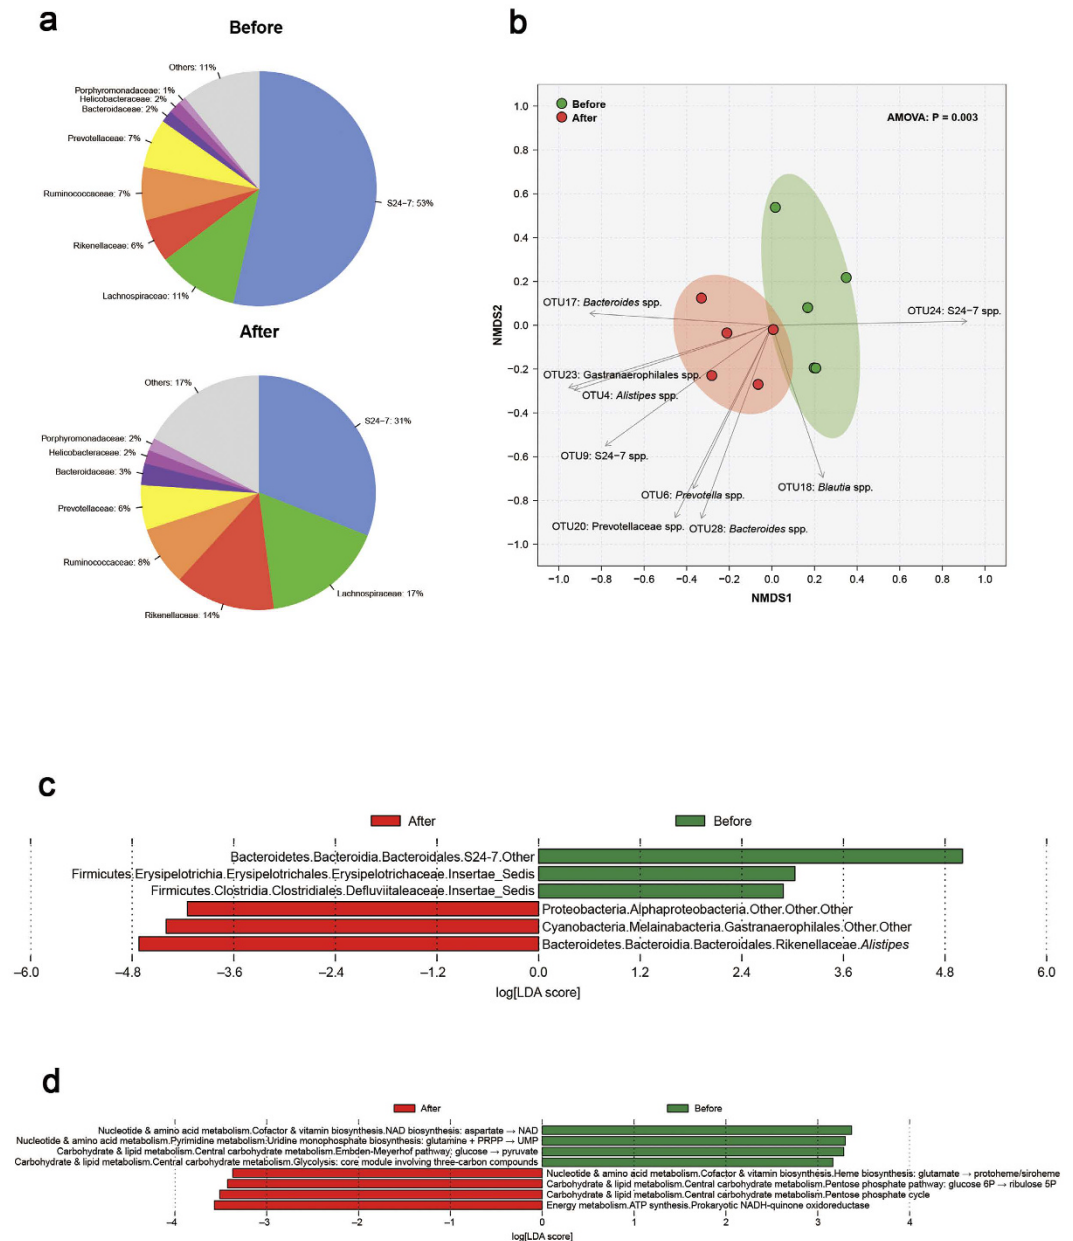 a
Before
Others: 11%
Porphyromonadaceae: 1%
Helicobacteraceae: 2%
Bacteroidaceae: 2%
Prevotellaceae: 7%
Ruminococcaceae: 7%
Rikenellaceae: 6%
Lachnospiraceae: 11%
S24-7: 53%
After
Others: 17%
Porphyromonadaceae: 2%
Helicobacteraceae: 2%
Bacteroidaceae: 3%
Prevotellaceae: 6%
Ruminococcaceae: 8%
Rikenellaceae: 14%
Lachnospiraceae: 17%
S24-7: 31%
b
Before
After
AMOVA: P = 0.003
NMDS2
1.0
0.8
0.6
0.4
0.2
0.0
−0.2
−0.4
−0.6
−0.8
−1.0
OTU17: Bacteroides spp.
OTU24: S24-7 spp.
OTU23: Gastranaerophilales spp.
OTU4: Alistipes spp.
OTU9: S24-7 spp.
OTU6: Prevotella spp.
OTU18: Blautia spp.
OTU20: Prevotellaceae spp.
OTU28: Bacteroides spp.
−1.0 −0.8 −0.6 −0.4 −0.2 0.0 0.2 0.4 0.6 0.8 1.0
NMDS1
c
After Before
Bacteroidetes.Bacteroidia.Bacteroidales.S24-7.Other
Firmicutes.Erysipelotrichia.Erysipelotrichales.Erysipelotrichaceae.Insertae_Sedis
Firmicutes.Clostridia.Clostridiales.Defluviitaleaceae.Insertae_Sedis
Proteobacteria.Alphaproteobacteria.Other.Other.Other
Cyanobacteria.Melainabacteria.Gastranaerophilales.Other.Other
Bacteroidetes.Bacteroidia.Bacteroidales.Rikenellaceae.Alistipes
−6.0 −4.8 −3.6 −2.4 −1.2 0.0 1.2 2.4 3.6 4.8 6.0
log[LDA score]
d
After Before
Nucleotide & amino acid metabolism.Cofactor & vitamin biosynthesis.NAD biosynthesis: aspartate → NAD
Nucleotide & amino acid metabolism.Pyrimidine metabolism.Uridine monophosphate biosynthesis: glutamine + PRPP → UMP
Carbohydrate & lipid metabolism.Central carbohydrate metabolism.Embden-Meyerhof pathway: glucose → pyruvate
Carbohydrate & lipid metabolism.Central carbohydrate metabolism.Glycolysis: core module involving three-carbon compounds
Nucleotide & amino acid metabolism.Cofactor & vitamin biosynthesis.Heme biosynthesis: glutamate → protoheme/siroheme
Carbohydrate & lipid metabolism.Central carbohydrate metabolism.Pentose phosphate pathway: glucose 6P → ribulose 5P
Carbohydrate & lipid metabolism.Central carbohydrate metabolism.Pentose phosphate cycle
Energy metabolism.ATP synthesis.Prokaryotic NADH-quinone oxidoreductase
−4 −3 −2 −1 0 1 2 3 4
log[LDA score]